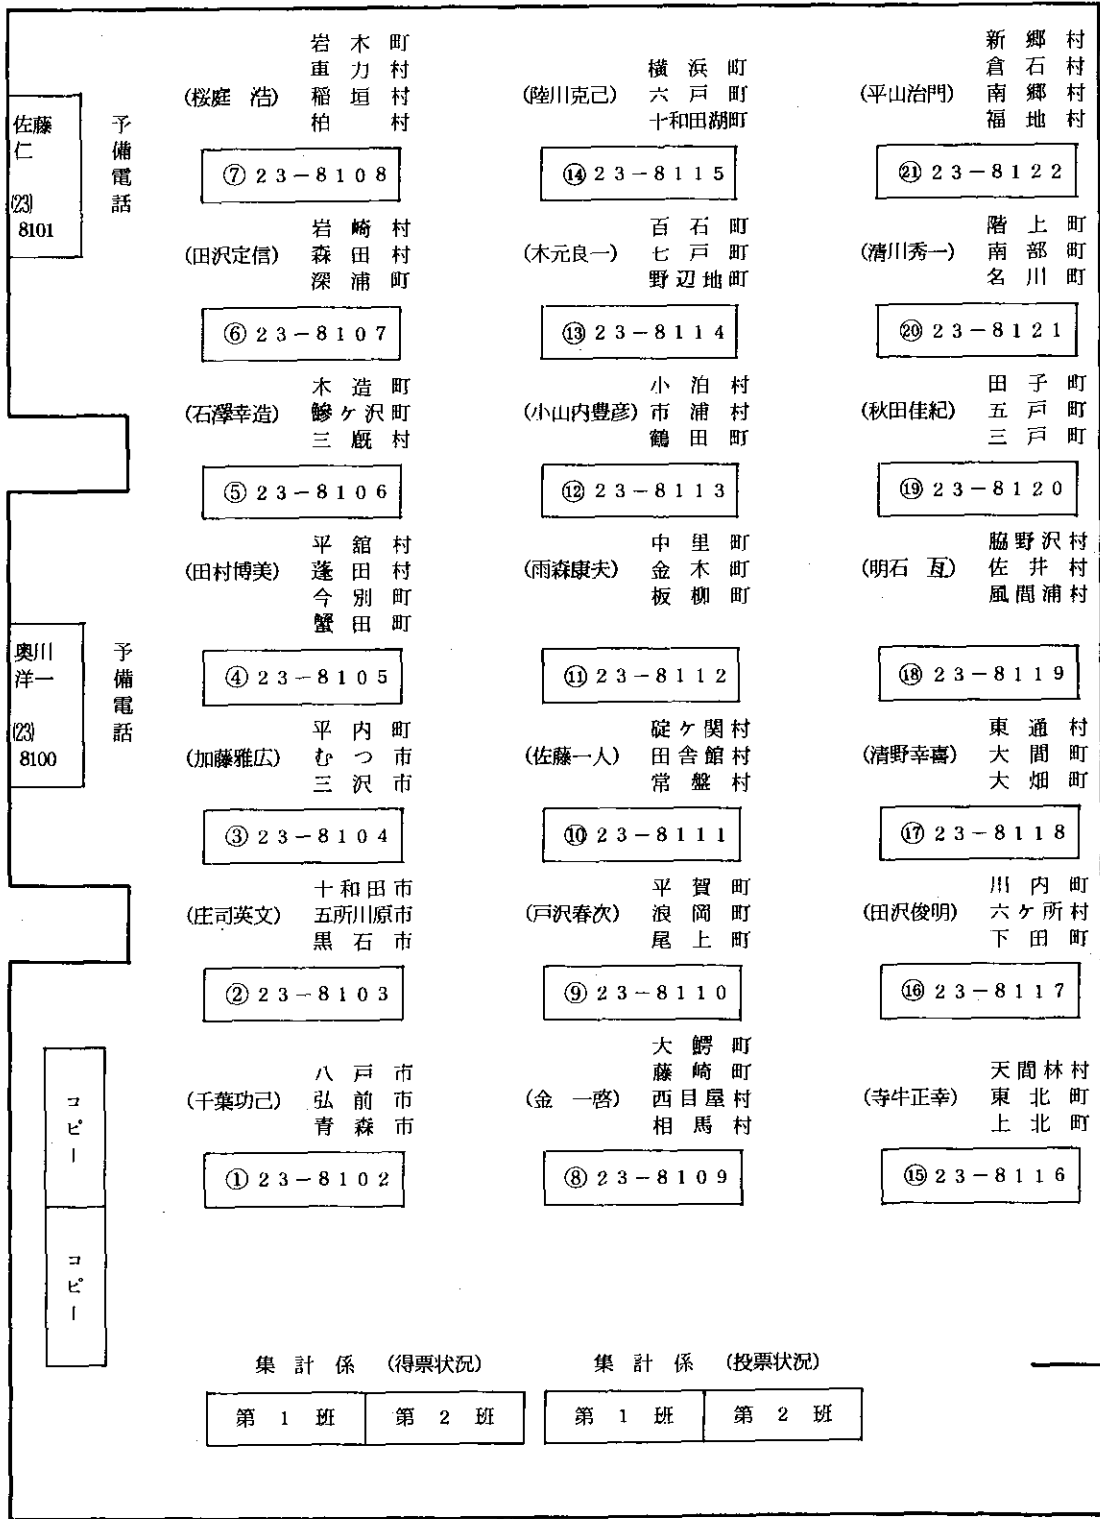 佐藤
仁
(23)
8101
予備電話
奥川
洋一
(23)
8100
予備電話
コピー
コピー
(桜庭 浩)
岩木町
車力村
稲垣村
柏村
⑦23-8108
(田沢定信)
岩崎村
森田村
深浦町
⑥23-8107
(石澤幸造)
木造町
鰺ケ沢町
三厩村
⑤23-8106
(田村博美)
平舘村
蓬田村
今別町
蟹田町
④23-8105
(加藤雅広)
平内町
むつ市
三沢市
③23-8104
(庄司英文)
十和田市
五所川原市
黒石市
②23-8103
(千葉功己)
八戸市
弘前市
青森市
①23-8102
(陸川克己)
横浜町
六戸町
十和田湖町
⑭23-8115
(木元良一)
百石町
七戸町
野辺地町
⑬23-8114
(小山内豊彦)
小泊村
市浦村
鶴田町
⑫23-8113
(雨森康夫)
中里町
金木町
板柳町
⑪23-8112
(佐藤一人)
碇ケ関村
田舎館村
常盤村
⑩23-8111
(戸沢春次)
平賀町
浪岡町
尾上町
⑨23-8110
(金 一啓)
大鰐町
藤崎町
西目屋村
相馬村
⑧23-8109
(平山治門)
新郷村
倉石村
南郷村
福地村
㉑23-8122
(清川秀一)
階上町
南部町
名川町
⑳23-8121
(秋田佳紀)
田子町
五戸町
三戸町
⑲23-8120
(明石 亙)
脇野沢村
佐井村
風間浦村
⑱23-8119
(清野幸喜)
東通村
大間町
大畑町
⑰23-8118
(田沢俊明)
川内町
六ケ所村
下田町
⑯23-8117
(寺牛正幸)
天間林村
東北町
上北町
⑮23-8116
集計係 (得票状況)
第1班 第2班
集計係 (投票状況)
第1班 第2班